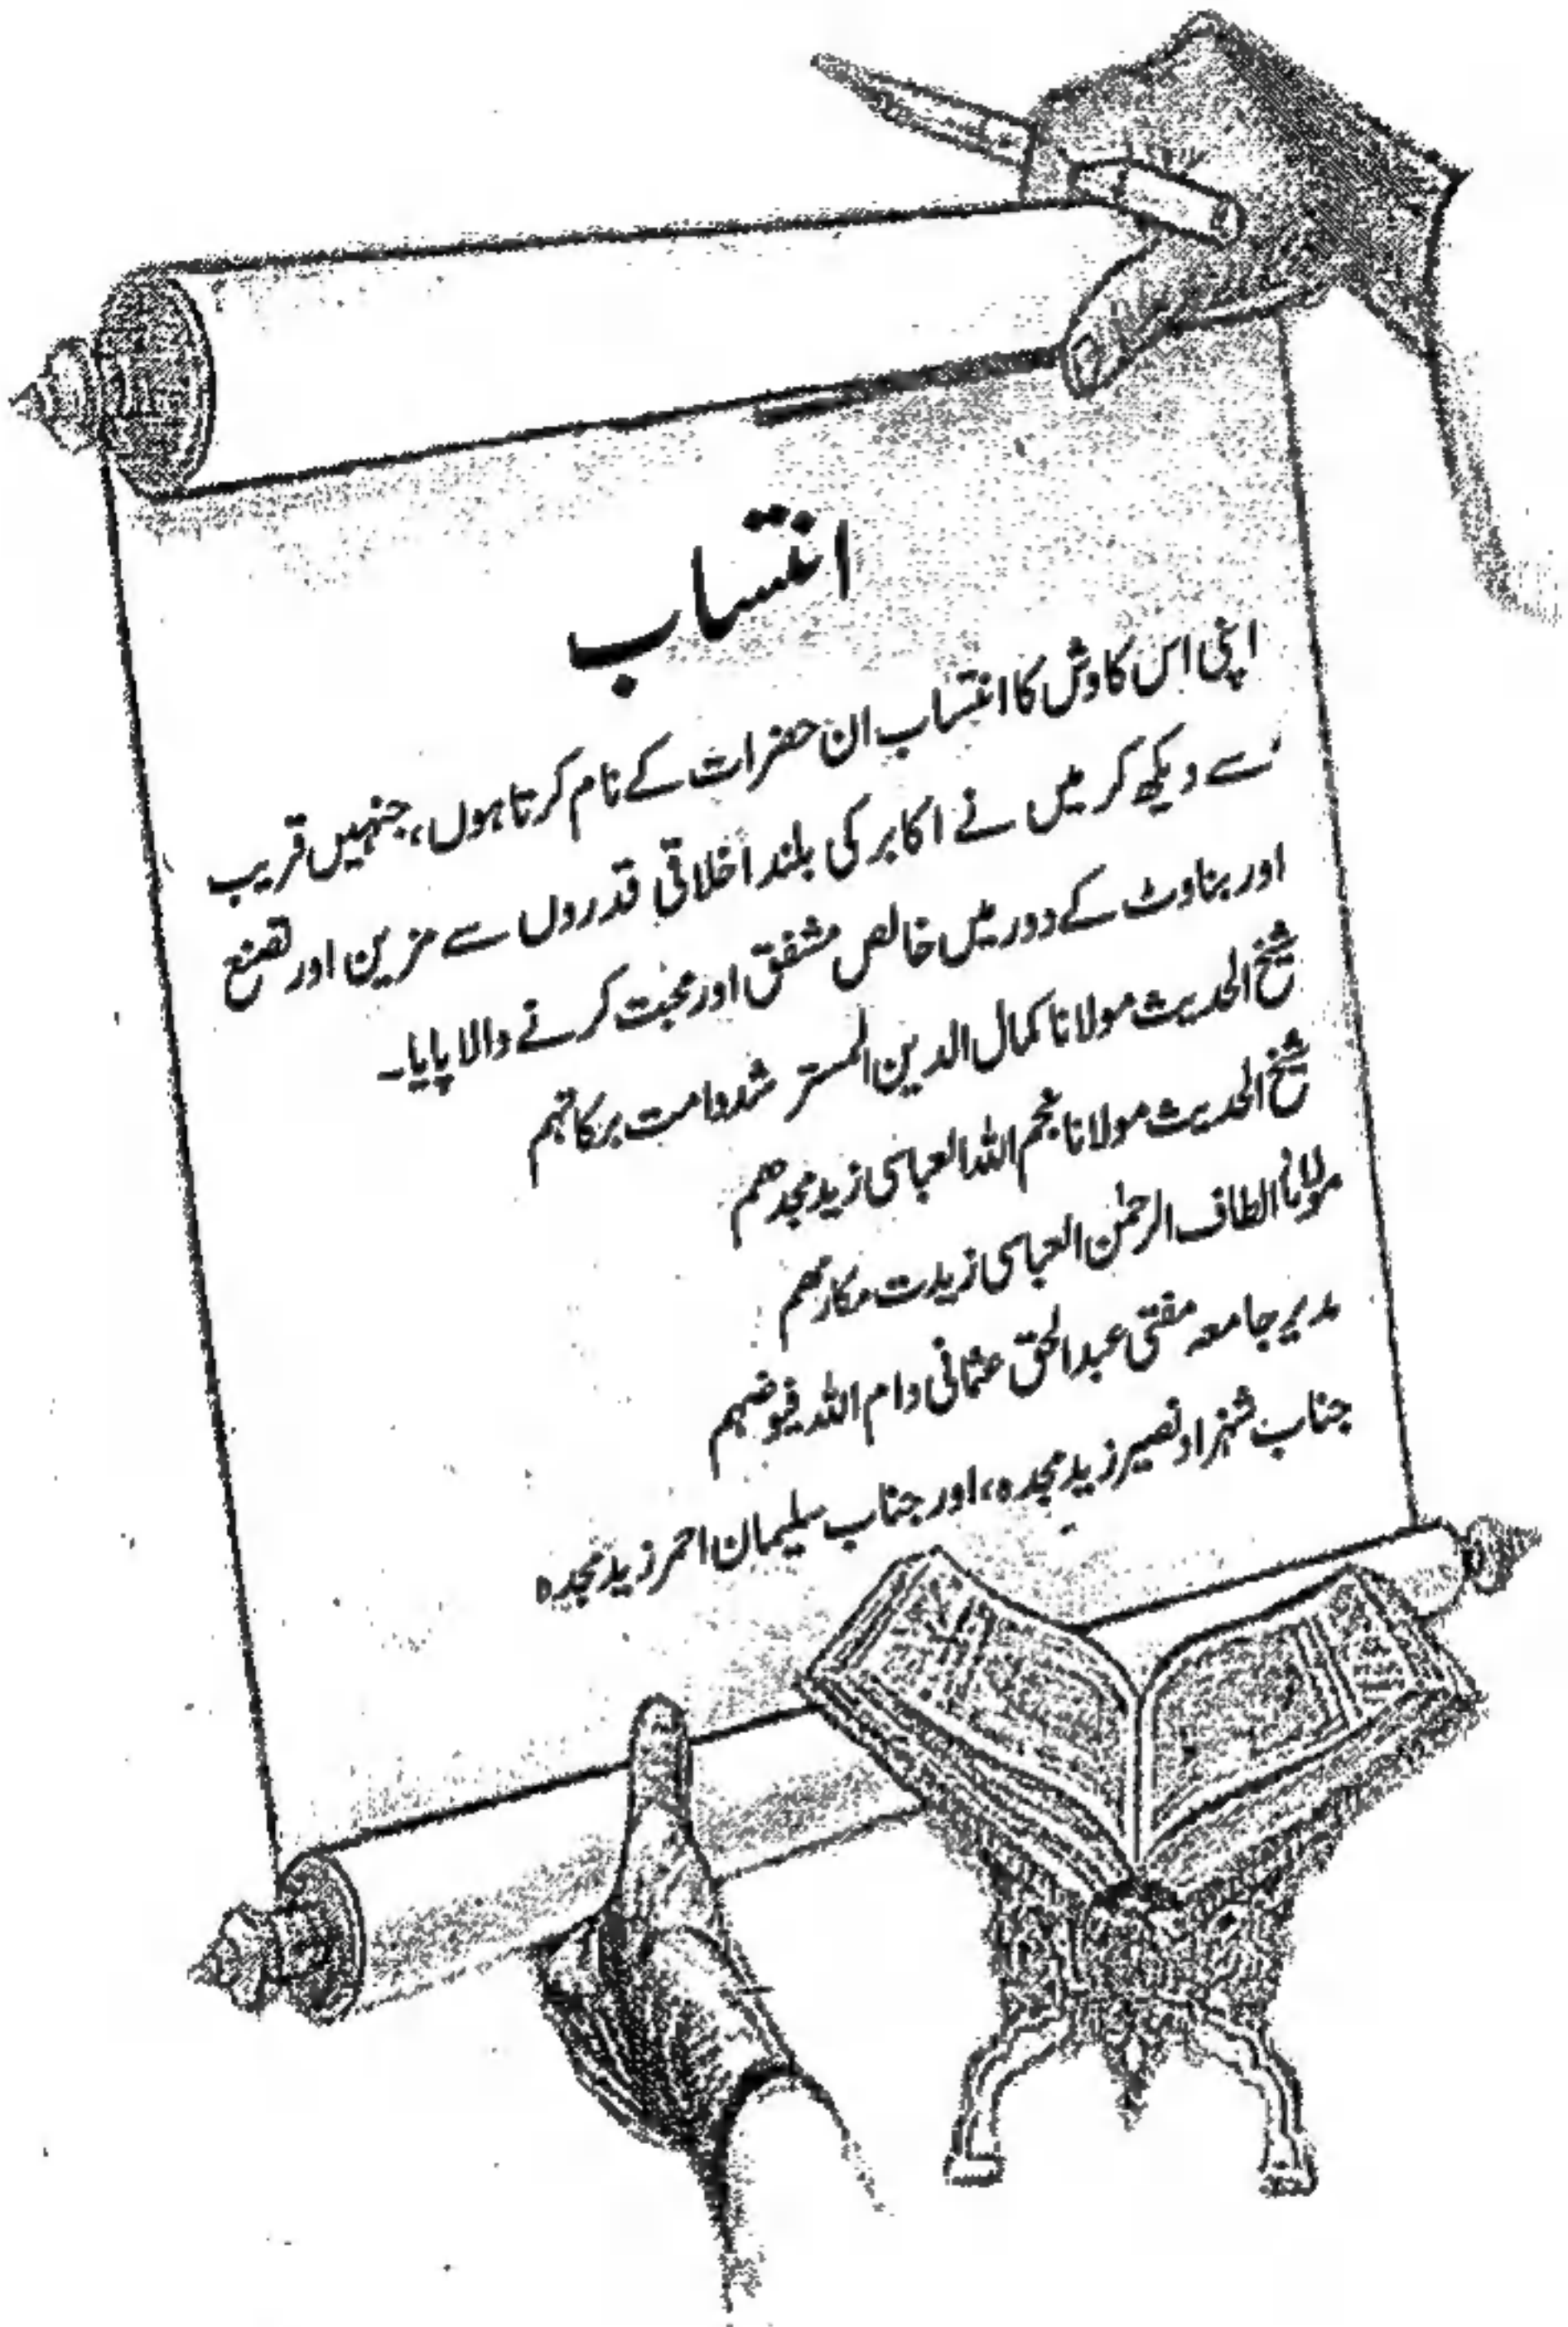 انتساب
اپنی اس کاوش کا انتساب ان حضرات کے نام کرتا ہوں، جنہیں قریب
سے دیکھ کر میں نے اکابر کی بلند اخلاقی قدروں سے مزین اور تصنع
اور بناوٹ کے دور میں خالص مشفق اور محبت کرنے والا پایا۔
شیخ الحدیث مولانا کمال الدین المستر شد دامت برکاتہم
شیخ الحدیث مولانا نجم اللہ العباسی زید مجدھم
مولانا الطاف الرحمٰن العباسی زیدت مکارمھم
مدیر جامعہ مفتی عبدالحق عثمانی دام اللہ فیوضہم
جناب شہزاد نصیر زید مجدہ، اور جناب سلیمان احمر زید مجدہ